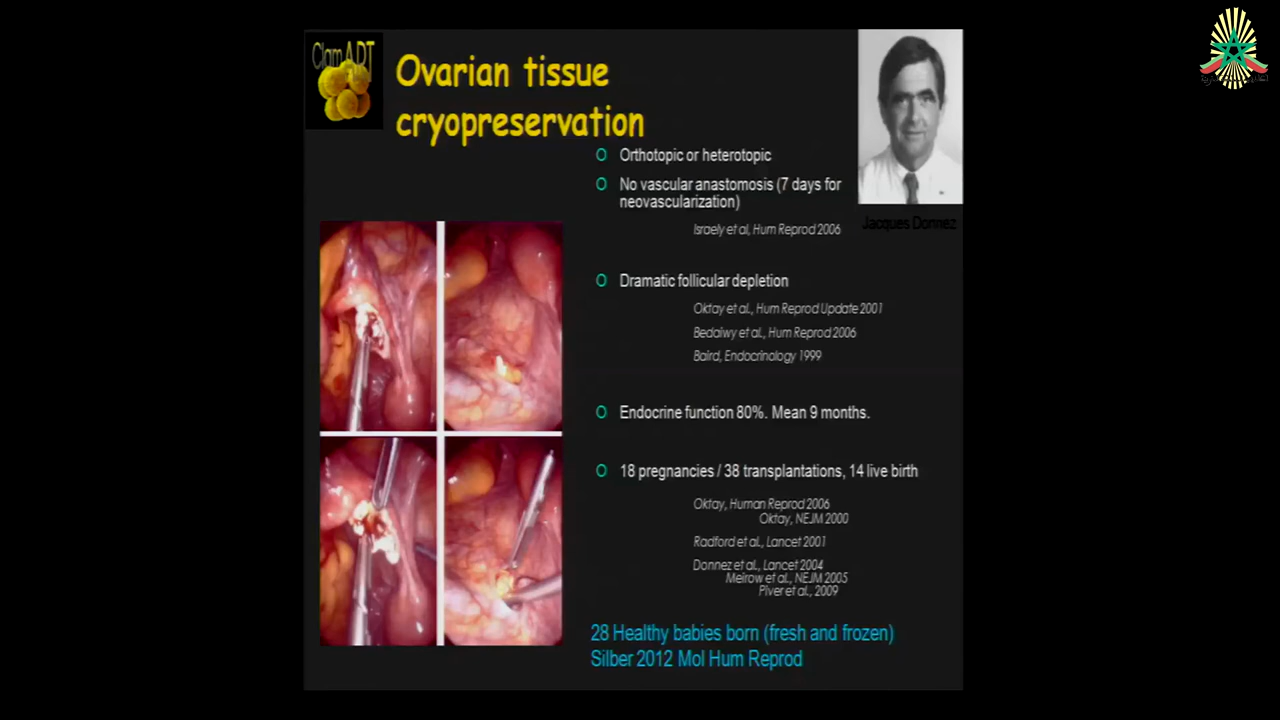 ClamART
Ovarian tissue
cryopreservation
O Orthotopic or heterotopic
O No vascular anastomosis (7 days for
neovascularization)
Israely et al, Hum Reprod 2006
Jacques Donnez
O Dramatic follicular depletion
Oktay et al., Hum Reprod Update 2001
Bedaiwy et al., Hum Reprod 2006
Baird, Endocrinology 1999
O Endocrine function 80%. Mean 9 months.
O 18 pregnancies / 38 transplantations, 14 live birth
Oktay, Human Reprod 2006
Oktay, NEJM 2000
Radford et al., Lancet 2001
Donnez et al., Lancet 2004
Meirow et al., NEJM 2005
Piver et al., 2009
28 Healthy babies born (fresh and frozen)
Silber 2012 Mol Hum Reprod